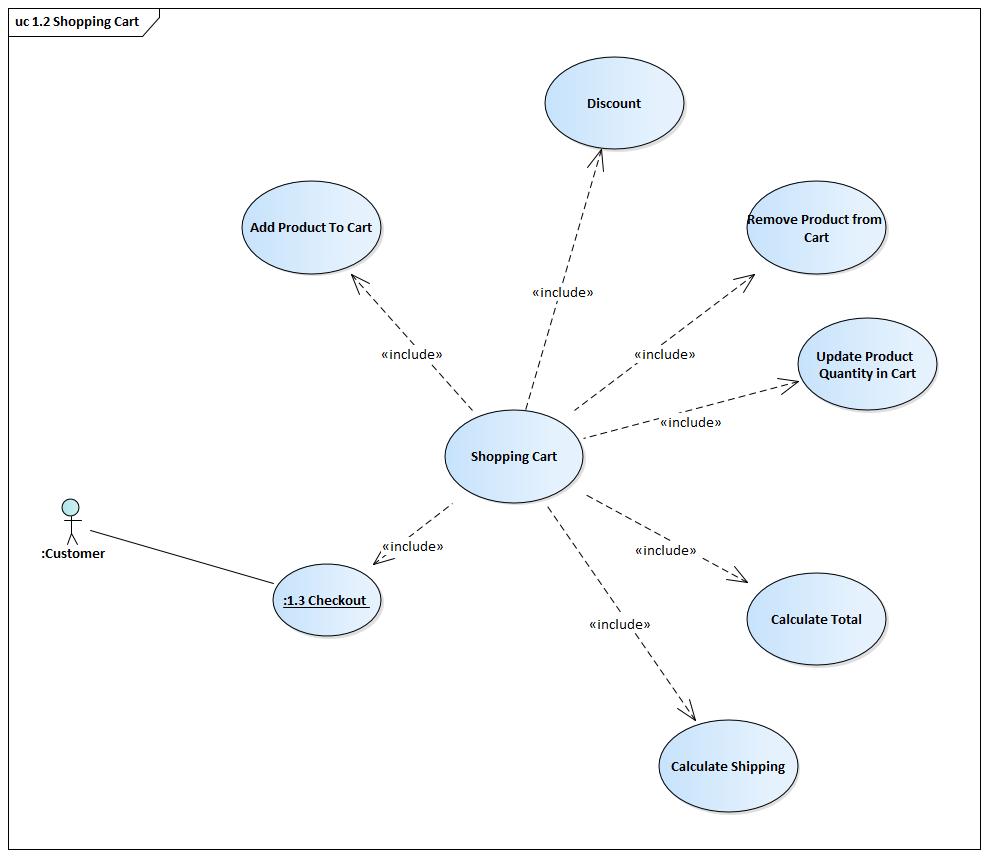 uc 1.2 Shopping Cart
Discount
Add Product To Cart
Remove Product from
Cart
«include»
Update Product
Quantity in Cart
«include»
«include»
«include»
Shopping Cart
:Customer
«include»
«include»
:1.3 Checkout
Calculate Total
«include»
Calculate Shipping